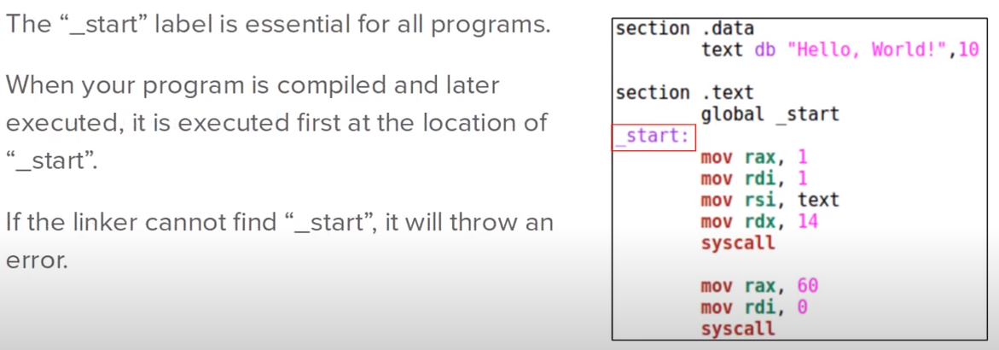 The “_start” label is essential for all programs.
When your program is compiled and later
executed, it is executed first at the location of
“_start”.
If the linker cannot find “_start”, it will throw an
error.
section .data
text db "Hello, World!",10
section .text
global _start
_start:
mov rax, 1
mov rdi, 1
mov rsi, text
mov rdx, 14
syscall
mov rax, 60
mov rdi, 0
syscall